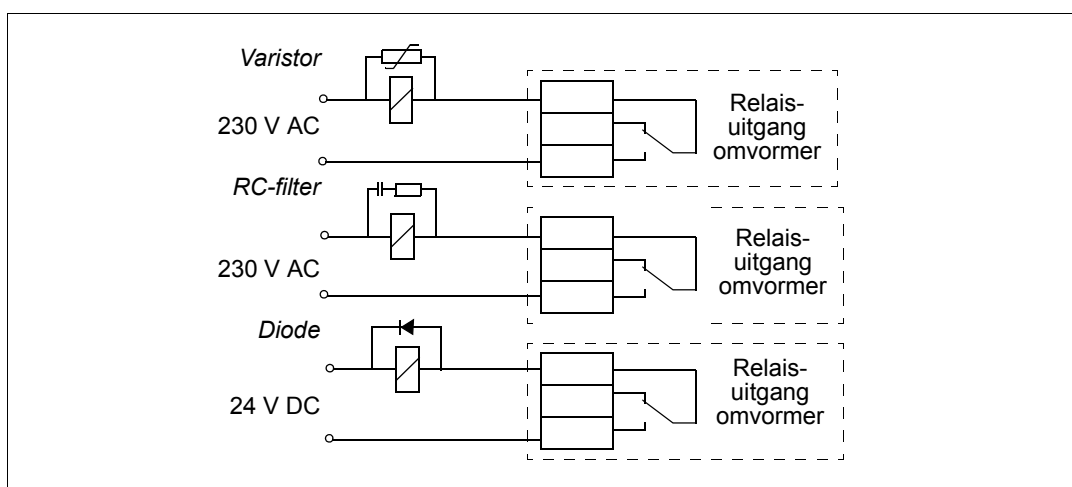 Varistor
230 V AC
Relais-
uitgang
omvormer
RC-filter
230 V AC
Relais-
uitgang
omvormer
Diode
24 V DC
Relais-
uitgang
omvormer